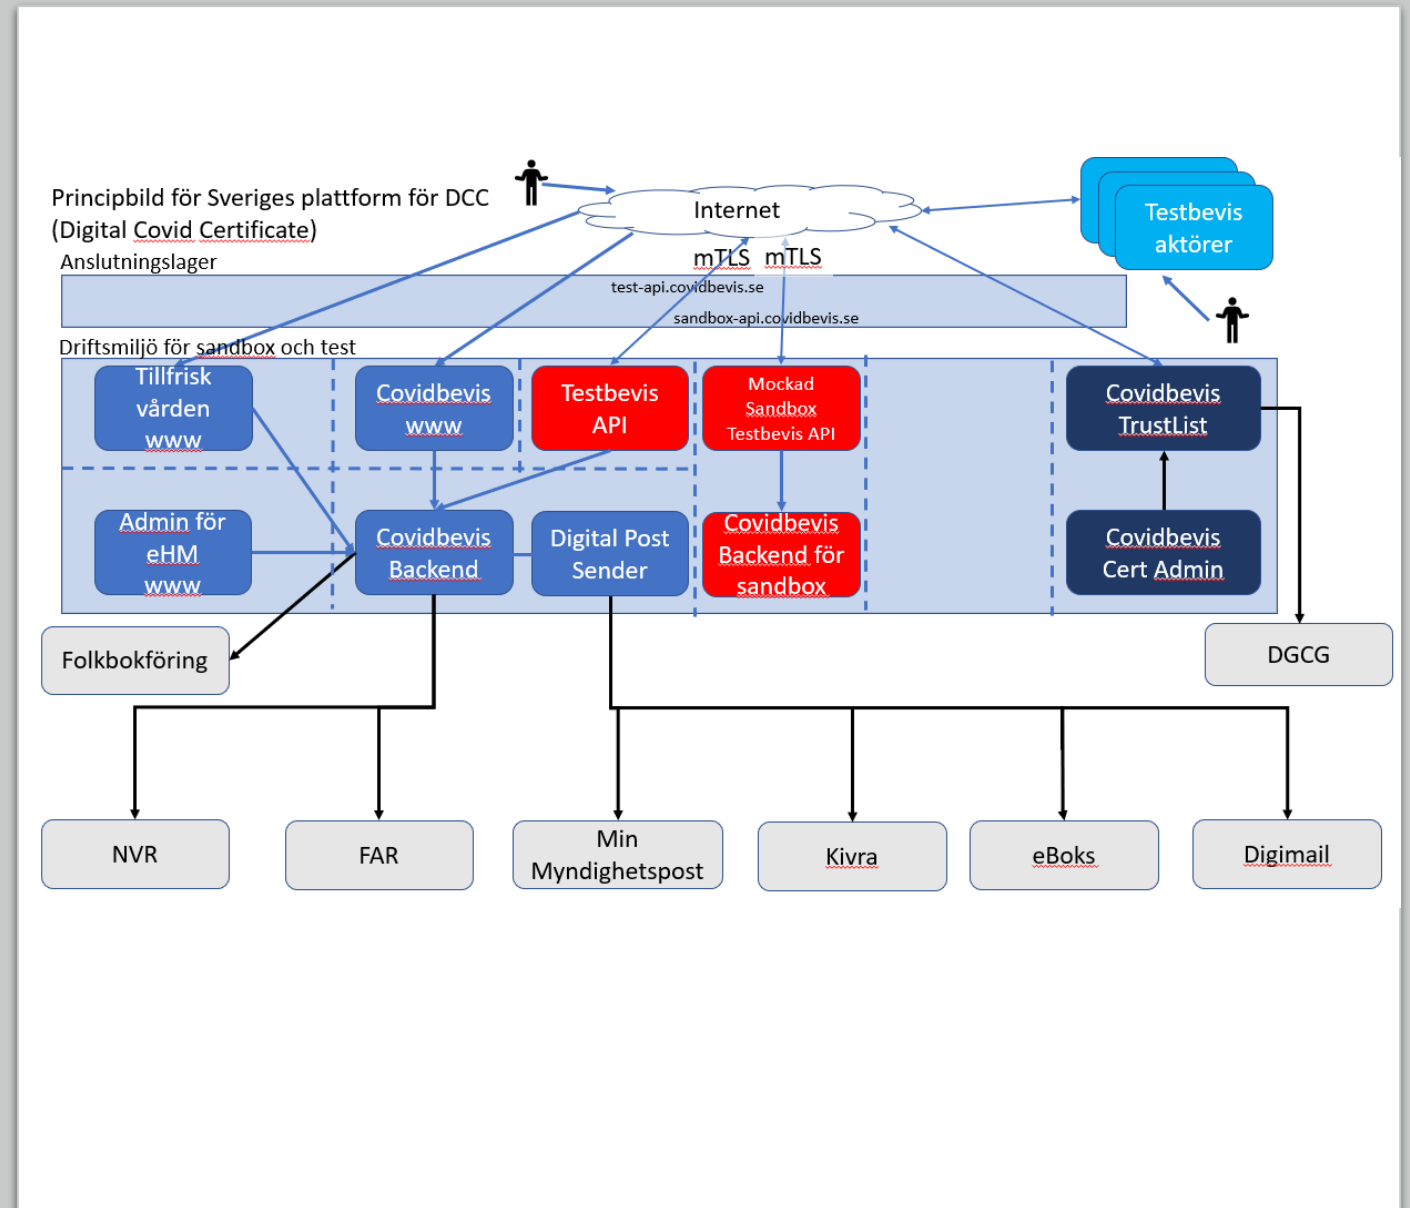 Principbild för Sveriges plattform för DCC
(Digital Covid Certificate)
Internet
Testbevis
aktörer
Anslutningslager
mTLS mTLS
test-api.covidbevis.se
sandbox-api.covidbevis.se
Driftsmiljö för sandbox och test
Tillfrisk
vården
www
Covidbevis
www
Testbevis
API
Mockad
Sandbox
Testbevis API
Covidbevis
TrustList
Admin för
eHM
www
Covidbevis
Backend
Digital Post
Sender
Covidbevis
Backend för
sandbox
Covidbevis
Cert Admin
Folkbokföring
DGCG
NVR
FAR
Min
Myndighetspost
Kivra
eBoks
Digimail